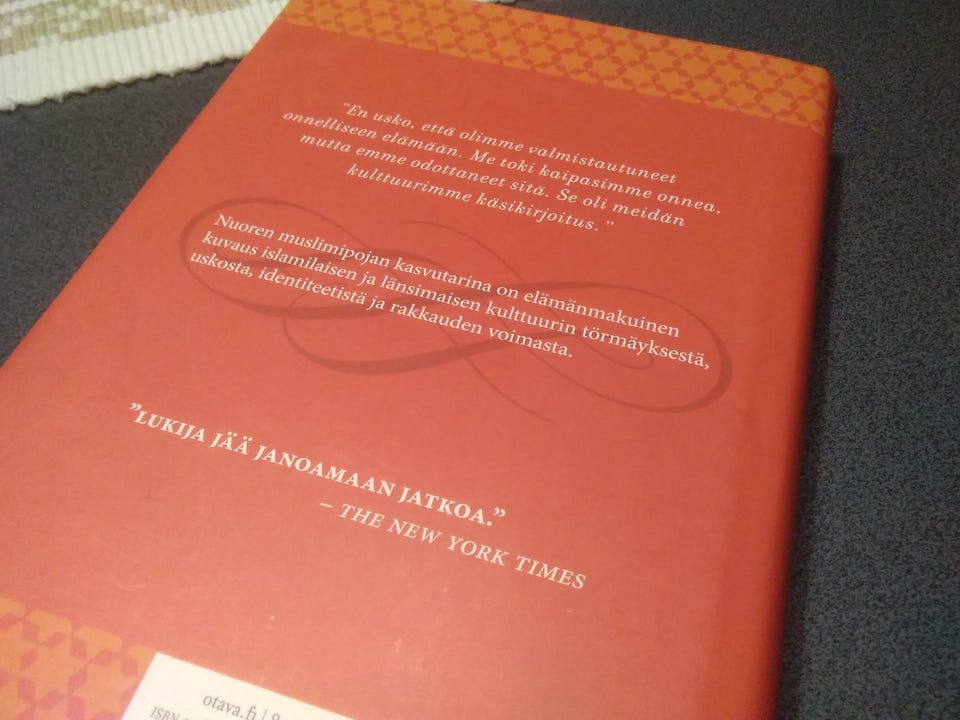 "En usko, että olimme valmistautuneet
onnelliseen elämään. Me toki kaipasimme onnea,
mutta emme odottaneet sitä. Se oli meidän
kulttuurimme käsikirjoitus."
Nuoren muslimipojan kasvutarina on elämänmakuinen
kuvaus islamilaisen ja länsimaisen kulttuurin törmäyksestä,
uskosta, identiteetistä ja rakkauden voimasta.
”LUKIJA JÄÄ JANOAMAAN JATKOA.”
– THE NEW YORK TIMES
otava.fi |
ISBN